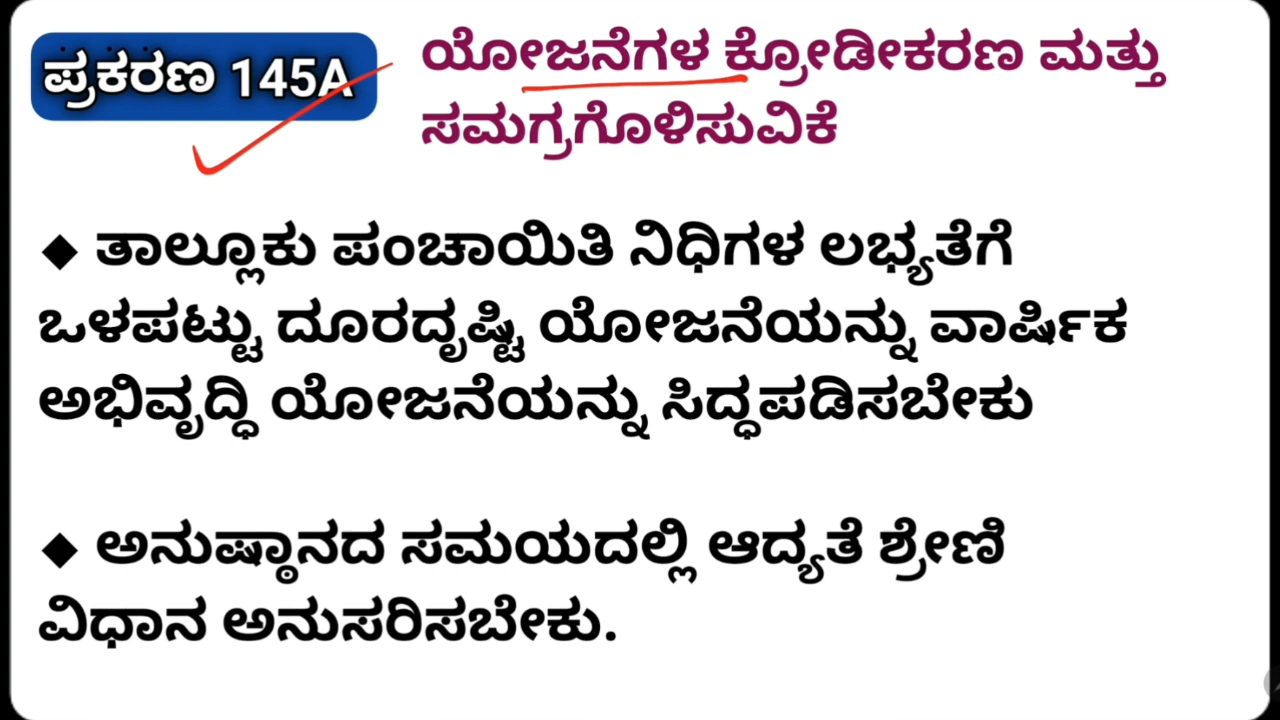 ಪ್ರಕರಣ 145A
ಯೋಜನೆಗಳ ಕ್ರೋಡೀಕರಣ ಮತ್ತು
ಸಮಗ್ರಗೊಳಿಸುವಿಕೆ
◆ ತಾಲ್ಲೂಕು ಪಂಚಾಯಿತಿ ನಿಧಿಗಳ ಲಭ್ಯತೆಗೆ
ಒಳಪಟ್ಟು ದೂರದೃಷ್ಟಿ ಯೋಜನೆಯನ್ನು ವಾರ್ಷಿಕ
ಅಭಿವೃದ್ಧಿ ಯೋಜನೆಯನ್ನು ಸಿದ್ಧಪಡಿಸಬೇಕು
◆ ಅನುಷ್ಠಾನದ ಸಮಯದಲ್ಲಿ ಆದ್ಯತೆ ಶ್ರೇಣಿ
ವಿಧಾನ ಅನುಸರಿಸಬೇಕು.